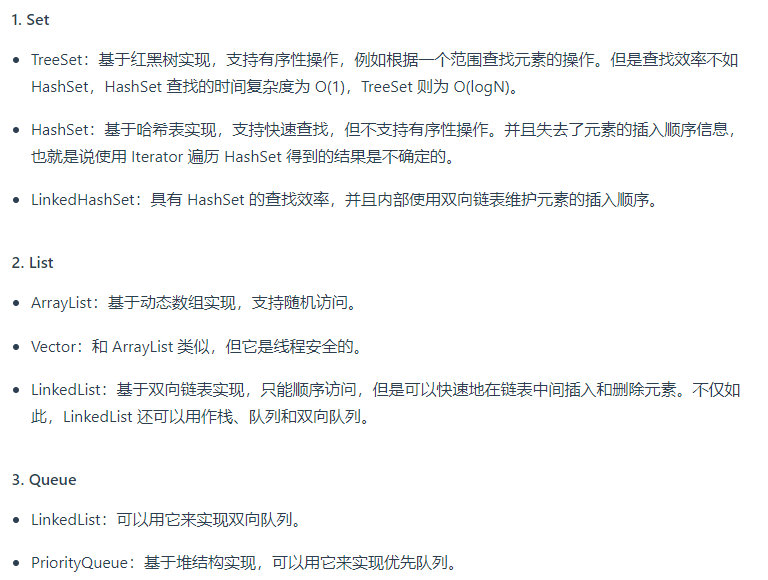 1. Set
TreeSet：基于红黑树实现，支持有序性操作，例如根据一个范围查找元素的操作。但是查找效率不如
HashSet，HashSet 查找的时间复杂度为 O(1)，TreeSet 则为 O(logN)。
HashSet：基于哈希表实现，支持快速查找，但不支持有序性操作。并且失去了元素的插入顺序信息，
也就是说使用 Iterator 遍历 HashSet 得到的结果是不确定的。
LinkedHashSet：具有 HashSet 的查找效率，并且内部使用双向链表维护元素的插入顺序。
2. List
ArrayList：基于动态数组实现，支持随机访问。
Vector：和 ArrayList 类似，但它是线程安全的。
LinkedList：基于双向链表实现，只能顺序访问，但是可以快速地在链表中间插入和删除元素。不仅如
此，LinkedList 还可以用作栈、队列和双向队列。
3. Queue
LinkedList：可以用它来实现双向队列。
PriorityQueue：基于堆结构实现，可以用它来实现优先队列。